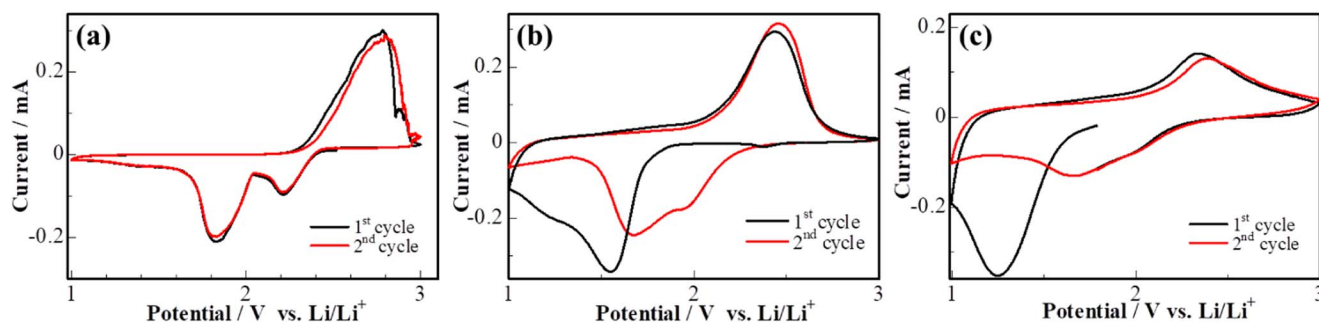 (a)
Current / mA
0.2
0
-0.2
1st cycle
2nd cycle
1
2
3
Potential / V vs. Li/Li+
(b)
Current / mA
0.2
0
-0.2
1st cycle
2nd cycle
1
2
3
Potential / V vs. Li/Li+
(c)
Current / mA
0.2
0
-0.2
1st cycle
2nd cycle
1
2
3
Potential / V vs. Li/Li+